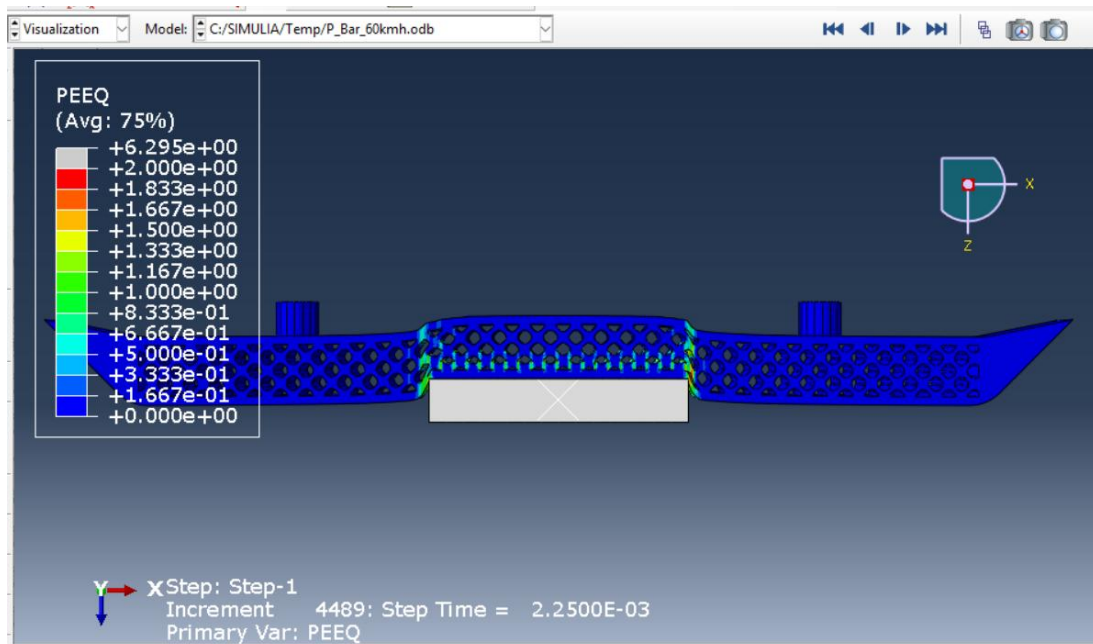 Visualization Model: C:/SIMULIA/Temp/P_Bar_60kmh.odb
PEEQ
(Avg: 75%)
+6.295e+00
+2.000e+00
+1.833e+00
+1.667e+00
+1.500e+00
+1.333e+00
+1.167e+00
+1.000e+00
+8.333e-01
+6.667e-01
+5.000e-01
+3.333e-01
+1.667e-01
+0.000e+00
X
Z
Y X Step: Step-1
Increment 4489: Step Time = 2.2500E-03
Primary Var: PEEQ